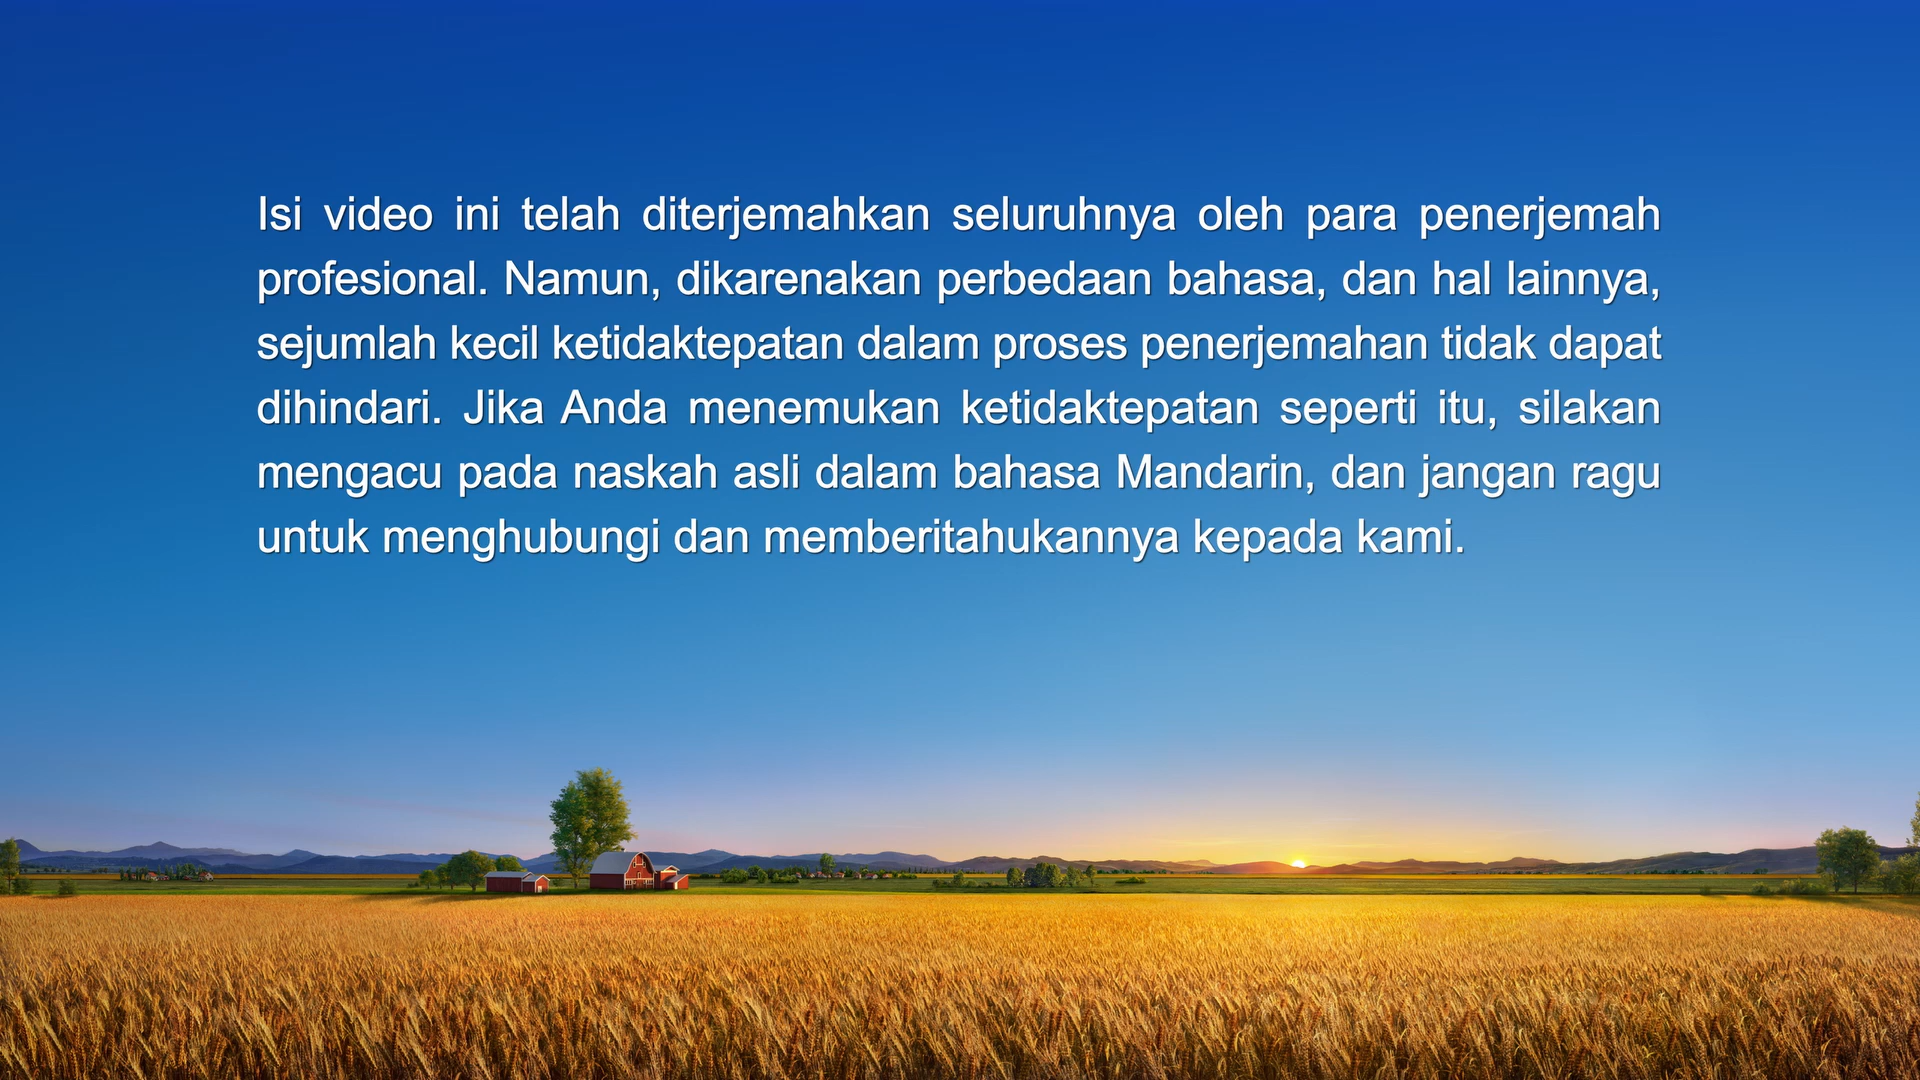 Isi video ini telah diterjemahkan seluruhnya oleh para penerjemah
profesional. Namun, dikarenakan perbedaan bahasa, dan hal lainnya,
sejumlah kecil ketidaktepatan dalam proses penerjemahan tidak dapat
dihindari. Jika Anda menemukan ketidaktepatan seperti itu, silakan
mengacu pada naskah asli dalam bahasa Mandarin, dan jangan ragu
untuk menghubungi dan memberitahukannya kepada kami.